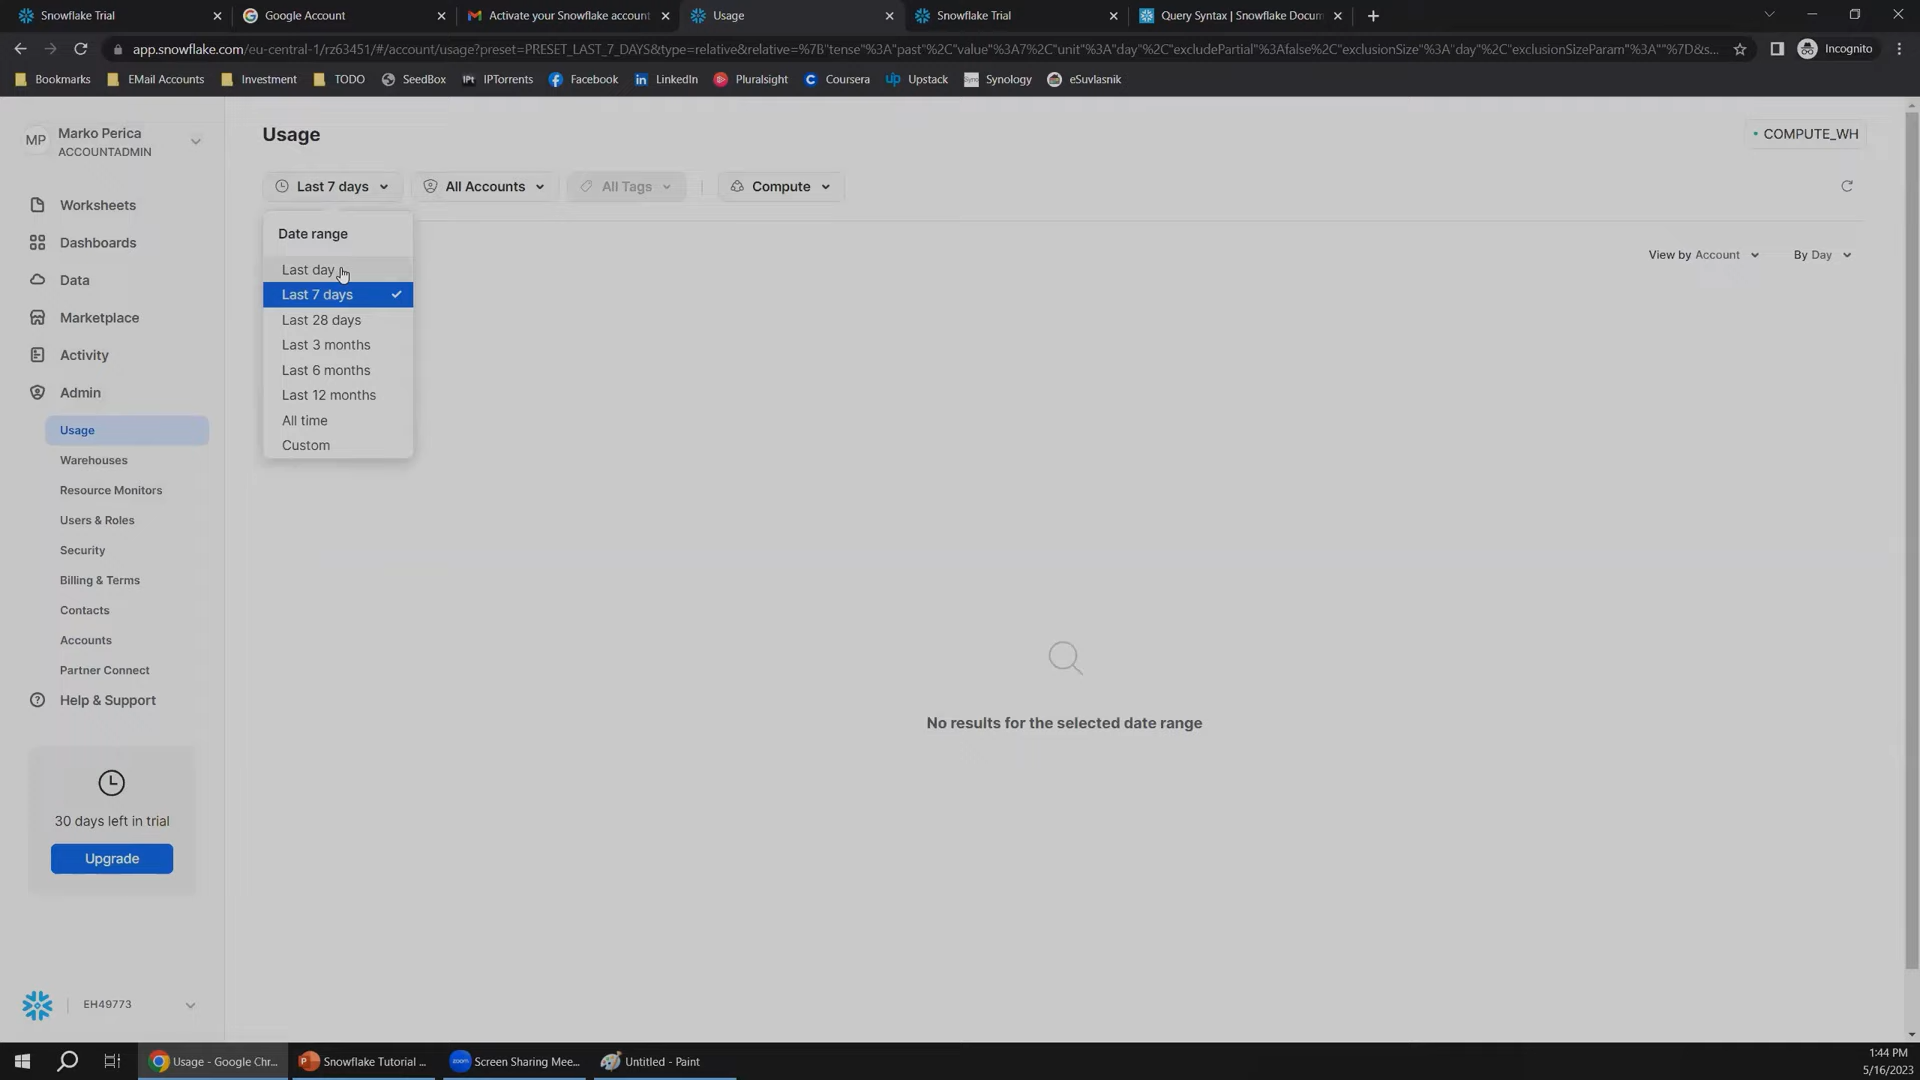 Snowflake Trial
Google Account
Activate your Snowflake account
Usage
Snowflake Trial
Query Syntax | Snowflake Docum
app.snowflake.com/eu-central-1/rz63451/#/account/usage?preset=PRESET_LAST_7_DAYS&type=relative&relative=%7B"tense"%3A"past"%2C"value"%3A7%2C"unit"%3A"day"%2C"excludePartial"%3Afalse%2C"exclusionSize"%3A"day"%2C"exclusionSizeParam"%3A""%7D&s...
Incognito
Bookmarks
EMail Accounts
Investment
TODO
SeedBox
IPTorrents
Facebook
LinkedIn
Pluralsight
Coursera
Upstack
Synology
eSuvlasnik
MP
Marko Perica
ACCOUNTADMIN
Usage
COMPUTE_WH
Last 7 days
All Accounts
All Tags
Compute
Date range
Last day
Last 7 days
Last 28 days
Last 3 months
Last 6 months
Last 12 months
All time
Custom
View by Account
By Day
Worksheets
Dashboards
Data
Marketplace
Activity
Admin
Usage
Warehouses
Resource Monitors
Users & Roles
Security
Billing & Terms
Contacts
Accounts
Partner Connect
Help & Support
No results for the selected date range
30 days left in trial
Upgrade
EH49773
Usage - Google Chr...
Snowflake Tutorial ...
zoom
Screen Sharing Mee...
Untitled - Paint
1:44 PM
5/16/2023